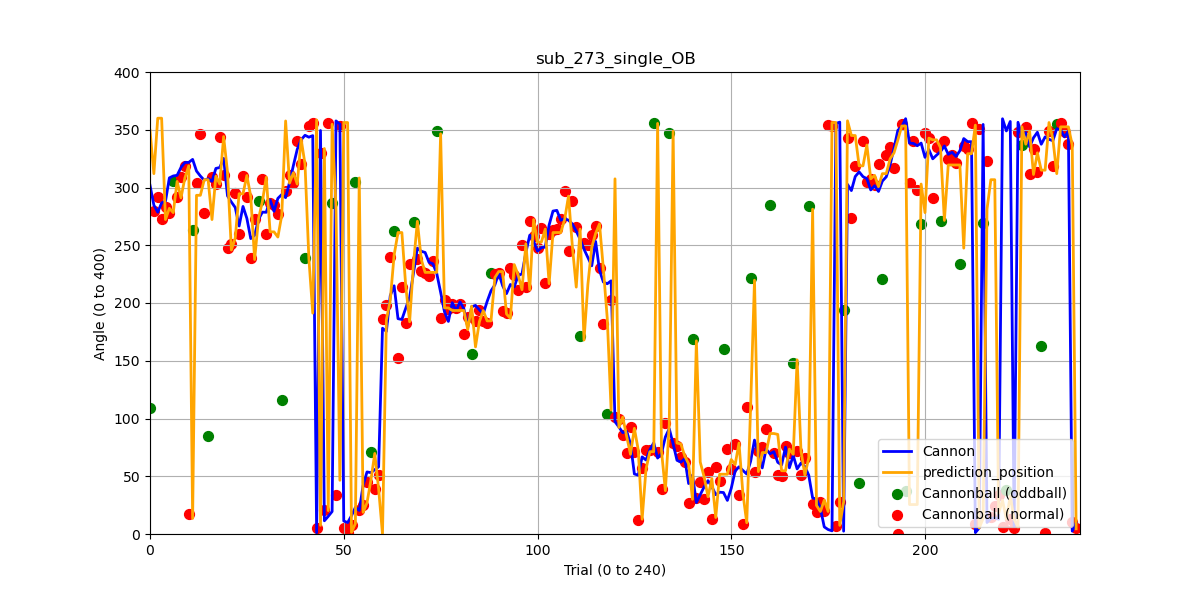 sub_273_single_OB
Angle (0 to 400)
400
350
300
250
200
150
100
50
0
0
50
100
150
200
Trial (0 to 240)
Cannon
prediction_position
Cannonball (oddball)
Cannonball (normal)